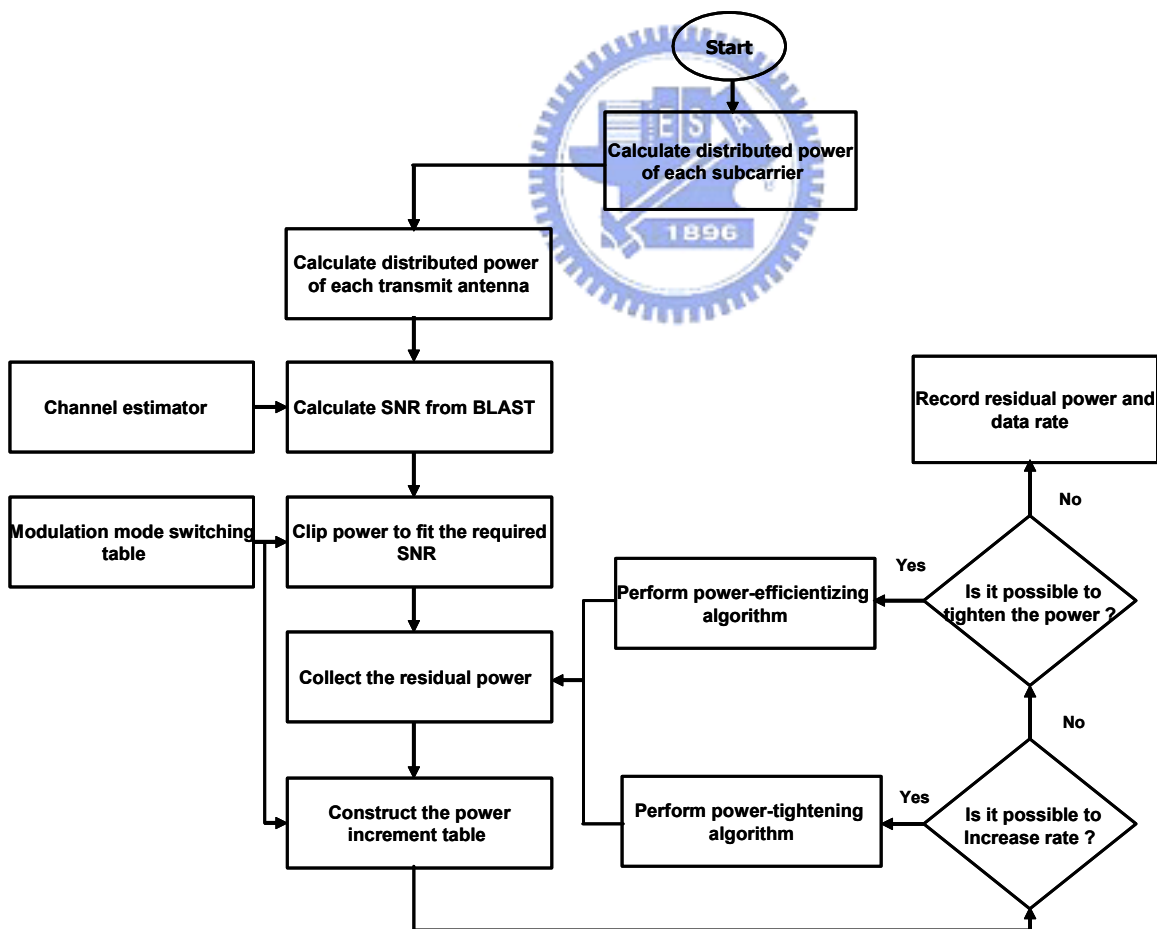 Start
Calculate distributed power
of each subcarrier
E S A
1896
Calculate distributed power
of each transmit antenna
Channel estimator
Calculate SNR from BLAST
Record residual power and
data rate
Modulation mode switching
table
Clip power to fit the required
SNR
No
Yes
Perform power-efficientizing
algorithm
Is it possible to
tighten the power ?
Collect the residual power
No
Construct the power
increment table
Perform power-tightening
algorithm
Yes
Is it possible to
Increase rate ?